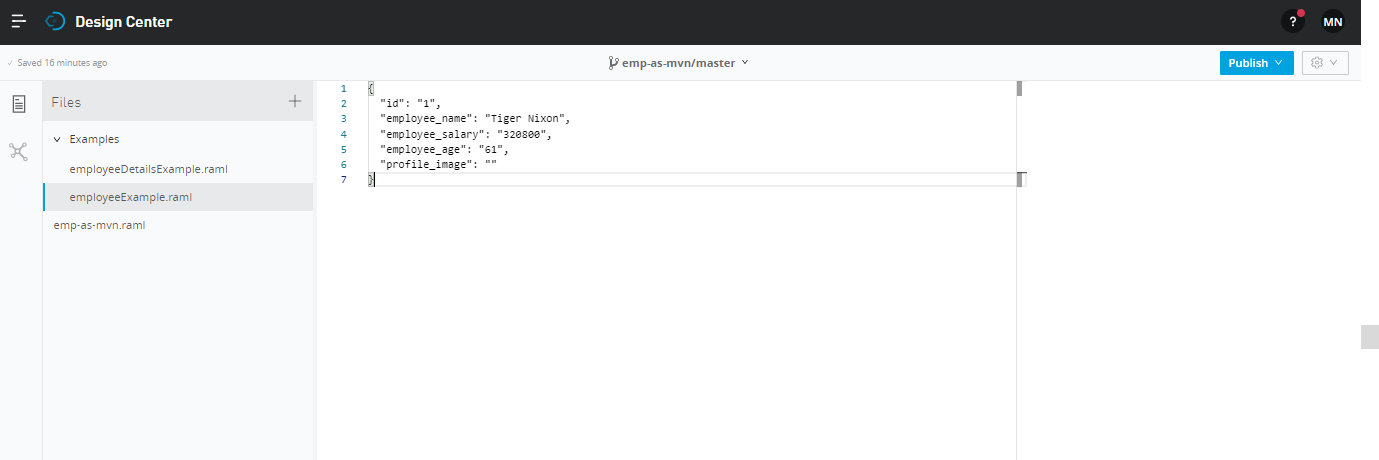 Design Center
?
MN
Saved 16 minutes ago
emp-as-mvn/master
Publish
Files
Examples
employeeDetailsExample.raml
employeeExample.raml
emp-as-mvn.raml
1 {
2 "id": "1",
3 "employee_name": "Tiger Nixon",
4 "employee_salary": "320800",
5 "employee_age": "61",
6 "profile_image": ""
7 }